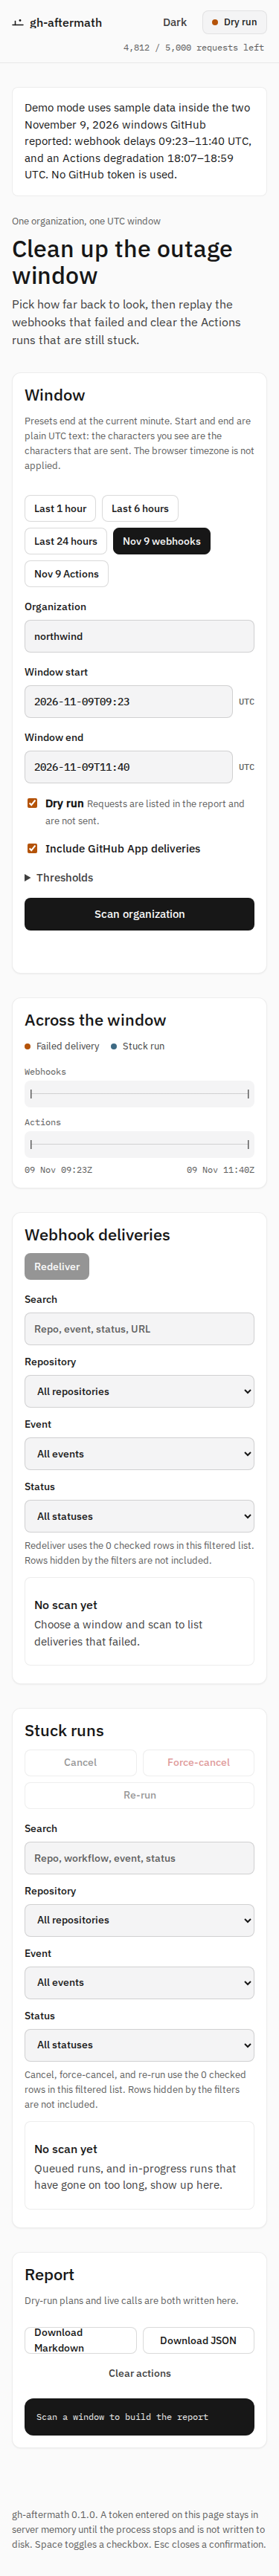 gh-aftermath
Dark
Dry run
4,812 / 5,000 requests left
Demo mode uses sample data inside the two
November 9, 2026 windows GitHub
reported: webhook delays 09:23–11:40 UTC,
and an Actions degradation 18:07–18:59
UTC. No GitHub token is used.
One organization, one UTC window
Clean up the outage
window
Pick how far back to look, then replay the
webhooks that failed and clear the Actions
runs that are still stuck.
Window
Presets end at the current minute. Start and end are
plain UTC text: the characters you see are the
characters that are sent. The browser timezone is not
applied.
Last 1 hour
Last 6 hours
Last 24 hours
Nov 9 webhooks
Nov 9 Actions
Organization
northwind
Window start
2026-11-09T09:23
UTC
Window end
2026-11-09T11:40
UTC
Dry run Requests are listed in the report and
are not sent.
Include GitHub App deliveries
Thresholds
Scan organization
Across the window
Failed delivery
Stuck run
Webhooks
Actions
09 Nov 09:23Z
09 Nov 11:40Z
Webhook deliveries
Redeliver
Search
Repo, event, status, URL
Repository
All repositories
Event
All events
Status
All statuses
Redeliver uses the 0 checked rows in this filtered list.
Rows hidden by the filters are not included.
No scan yet
Choose a window and scan to list
deliveries that failed.
Stuck runs
Cancel
Force-cancel
Re-run
Search
Repo, workflow, event, status
Repository
All repositories
Event
All events
Status
All statuses
Cancel, force-cancel, and re-run use the 0 checked
rows in this filtered list. Rows hidden by the filters
are not included.
No scan yet
Queued runs, and in-progress runs that
have gone on too long, show up here.
Report
Dry-run plans and live calls are both written here.
Download
Markdown
Download JSON
Clear actions
Scan a window to build the report
gh-aftermath 0.1.0. A token entered on this page stays in
server memory until the process stops and is not written to
disk. Space toggles a checkbox. Esc closes a confirmation.